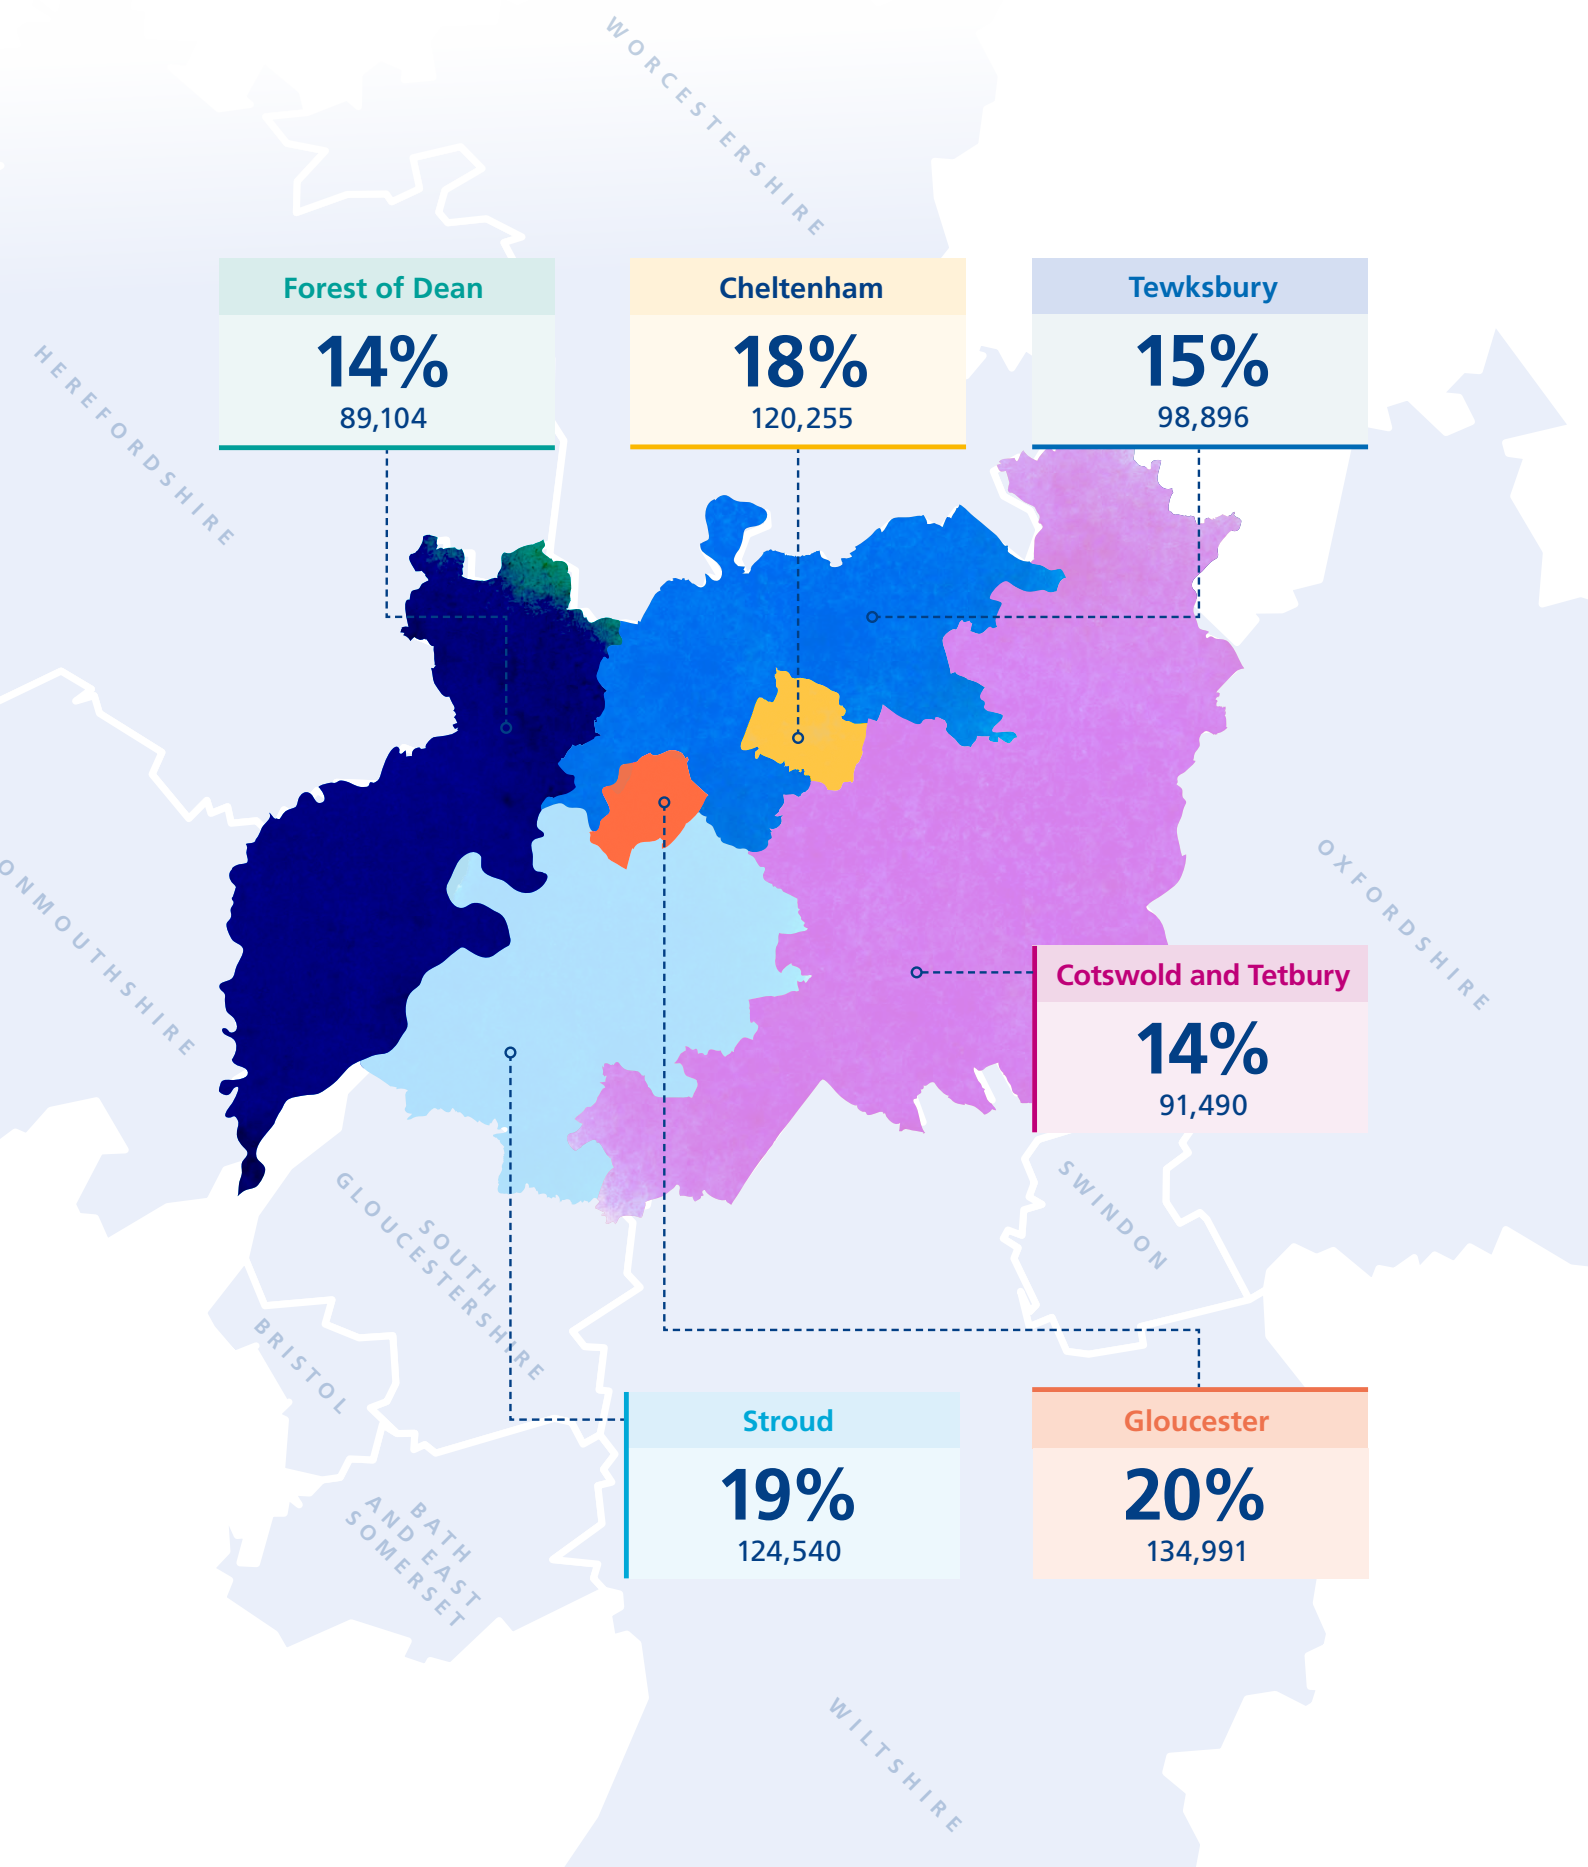 WORCESTERSHIRE
Forest of Dean
14%
89,104
Cheltenham
18%
120,255
Tewksbury
15%
98,896
HEREFORDSHIRE
ONMOUTHSHIRE
OXFORDSHIRE
Cotswold and Tetbury
14%
91,490
SOUTH
GLOUCESTERSHIRE
SWINDON
BRISTOL
Stroud
19%
124,540
Gloucester
20%
134,991
BATH
AND EAST
SOMERSET
WILTSHIRE